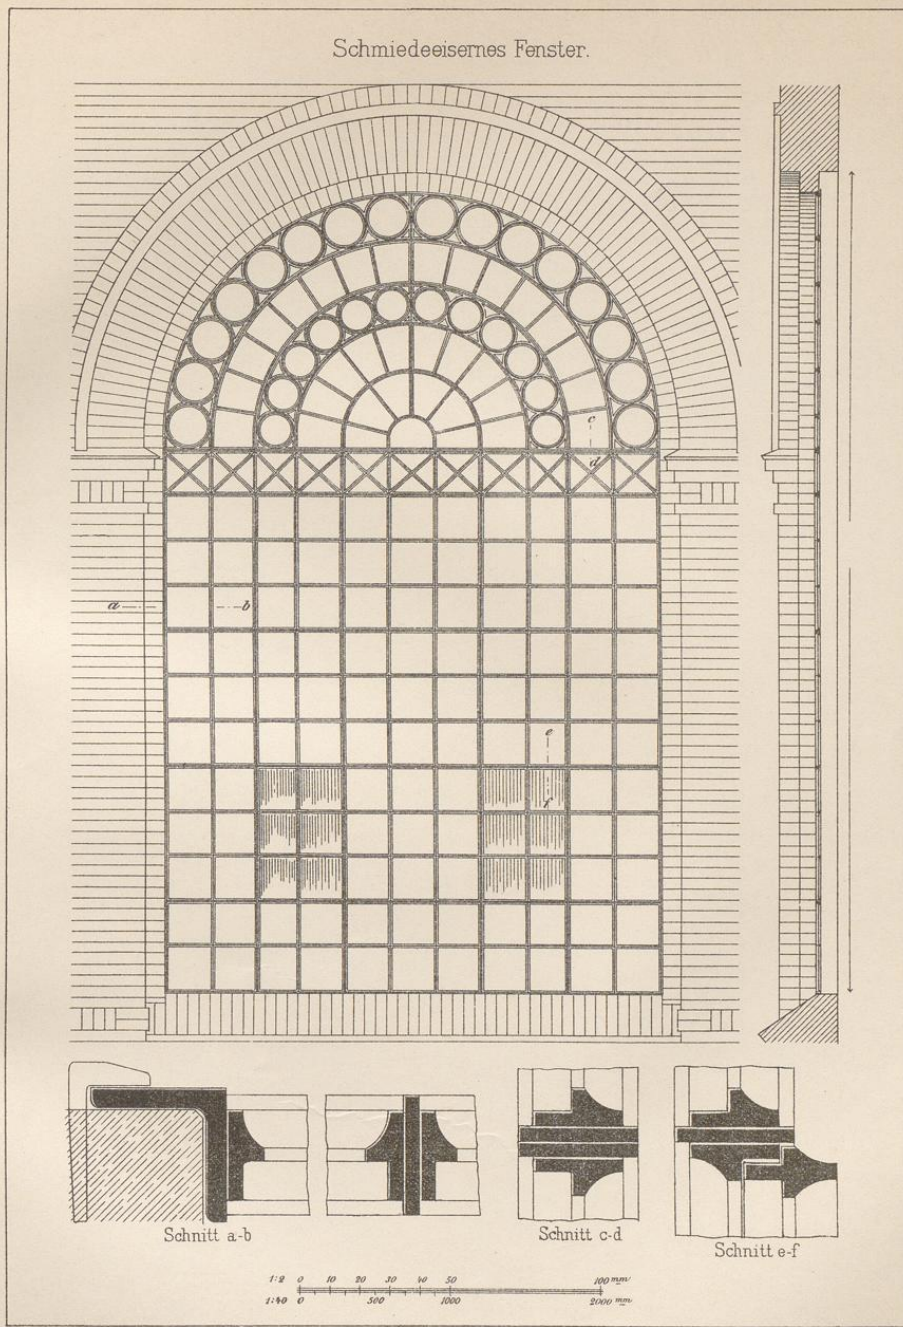 Schmiedeeisernes Fenster.
c
d
a b
e
f
Schnitt a-b
Schnitt c-d
Schnitt e-f
1:2 0 10 20 30 40 50 100 mm
1:40 0 500 1000 2000 mm